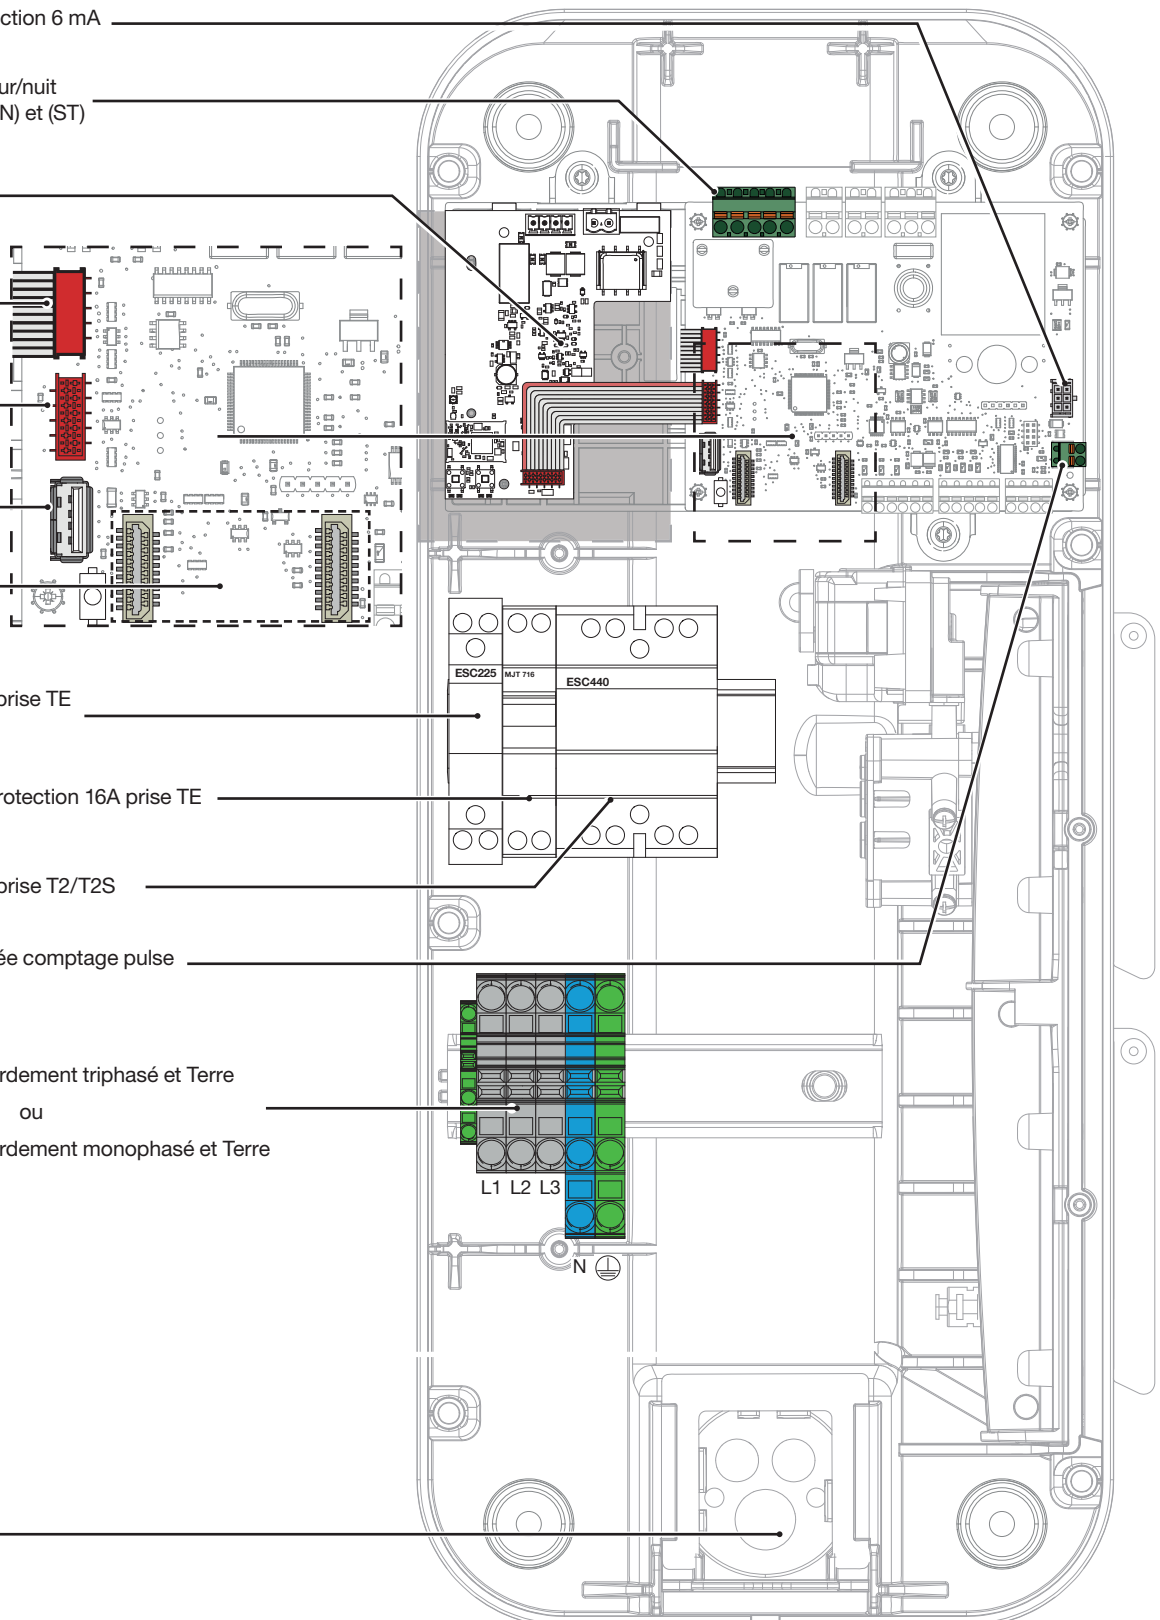 ction 6 mA
ur/nuit
N) et (ST)
ESC225
MJT 716
ESC440
prise TE
rotection 16A prise TE
prise T2/T2S
ée comptage pulse
rdement triphasé et Terre
ou
rdement monophasé et Terre
L1 L2 L3
N